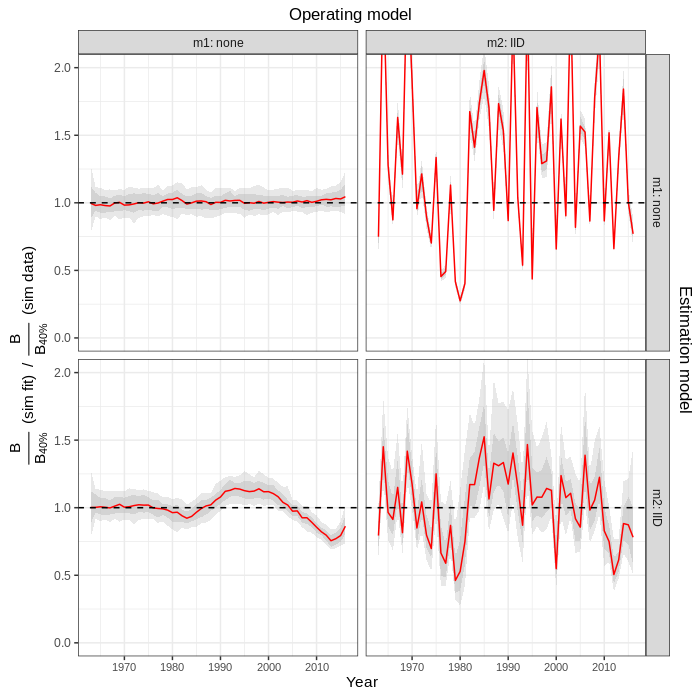 Operating model
m1: none
m2: IID
2.0
1.5
1.0
0.5
0.0
m1: none
2.0
1.5
1.0
0.5
0.0
m2: IID
1970
1980
1990
2000
2010
1970
1980
1990
2000
2010
Year
B
B40%
(sim fit) /
B
B40%
(sim data)
Estimation model